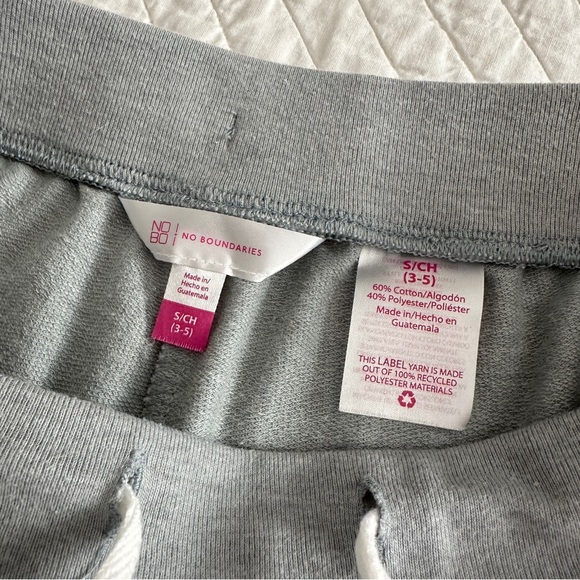 NO
BO
NO BOUNDARIES
Made in/
Hecho en
Guatemala
S/CH
(3-5)
S/CH
(3-5)
60% Cotton/Algodón
40% Polyester/Poliéster
Made in/Hecho en
Guatemala
THIS LABEL YARN IS MADE
OUT OF 100% RECYCLED
POLYESTER MATERIALS